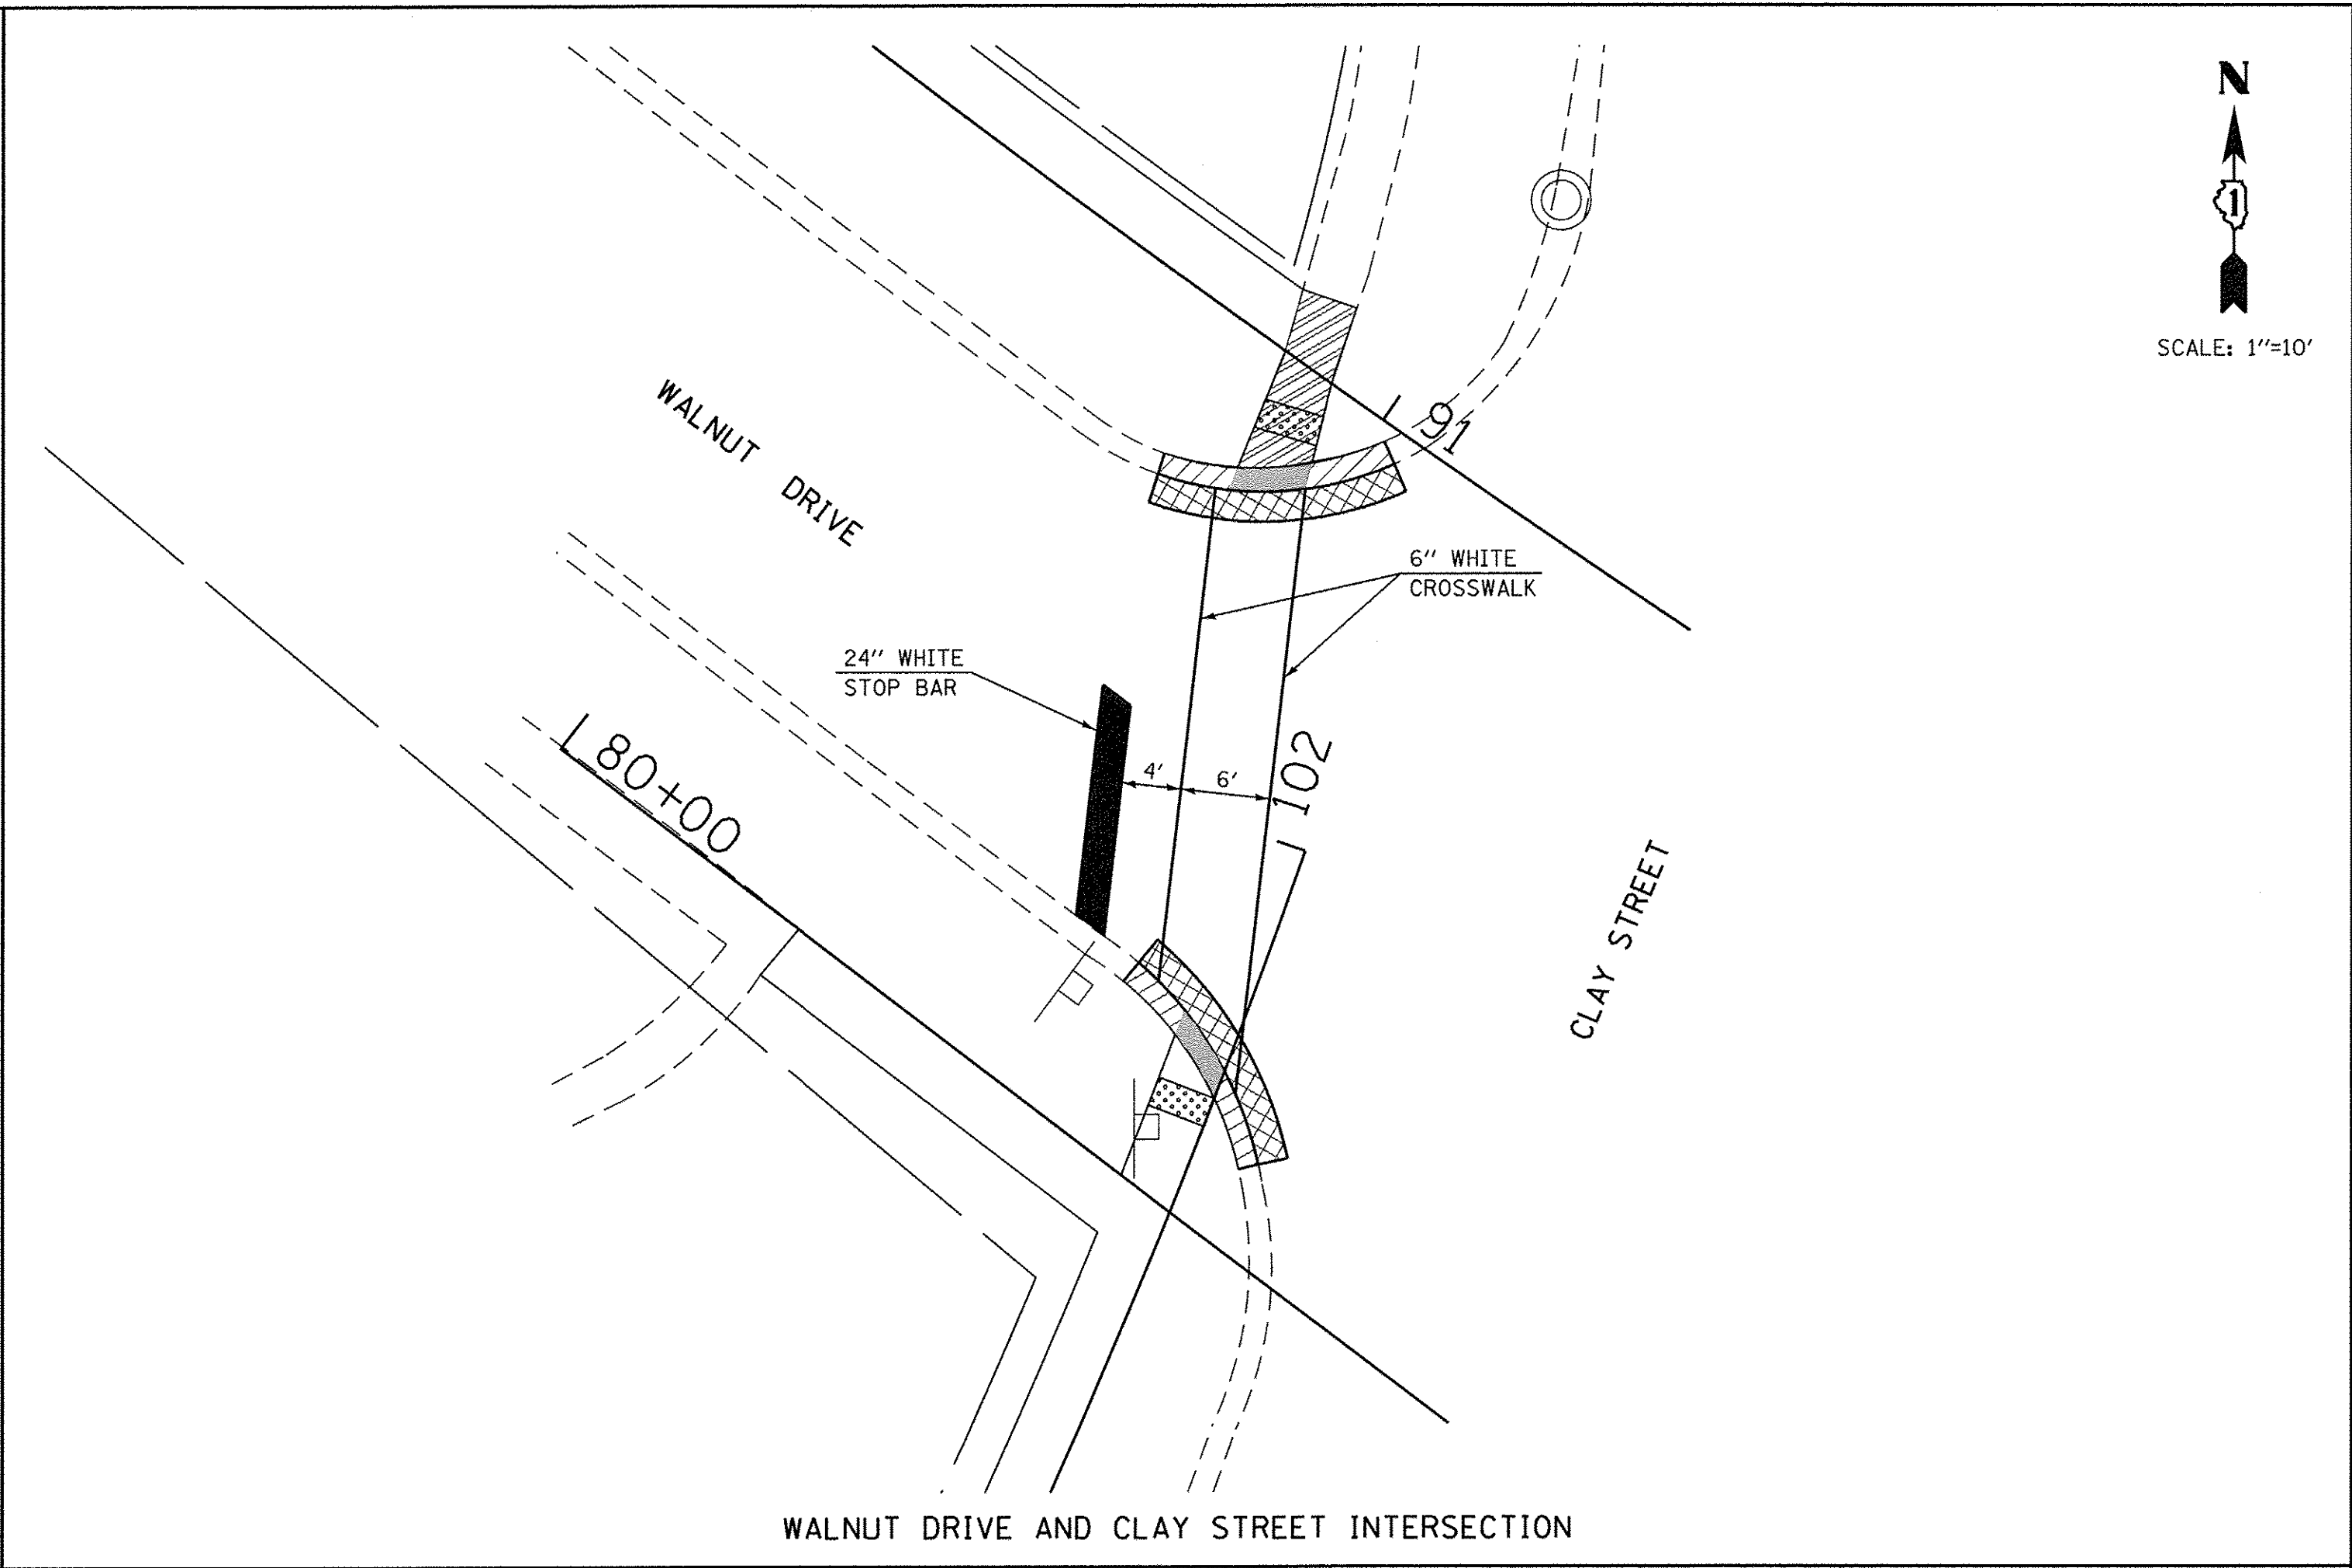 N
1
SCALE: 1"=10'
WALNUT DRIVE
91
6" WHITE
CROSSWALK
24" WHITE
STOP BAR
80+00
4'
6'
102
CLAY STREET
WALNUT DRIVE AND CLAY STREET INTERSECTION